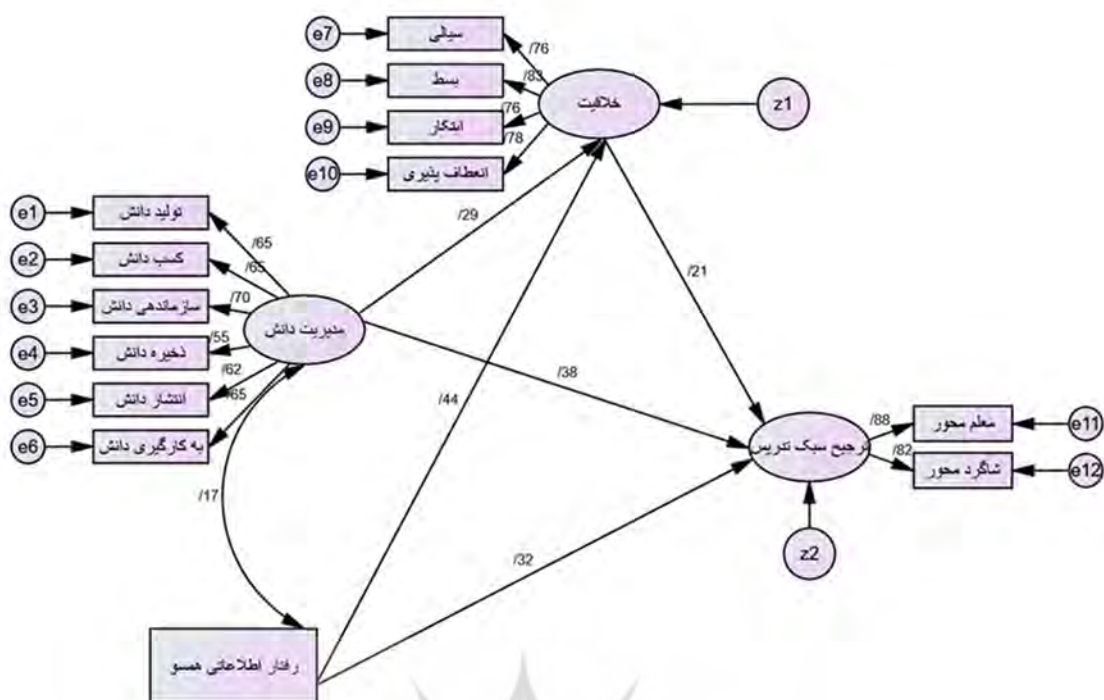 e7
سیالی
/76
e8
بسط
/83
خلاقیت
z1
e9
ابتکار
/76
e10
انعطاف پذیری
/78
e1
تولید دانش
/65
e2
کسب دانش
/65
e3
سازماندهی دانش
/70
مدیریت دانش
e4
ذخیره دانش
/55
e5
انتشار دانش
/62
e6
به کارگیری دانش
/65
/29
/21
/38
/44
/17
/32
ترجیح سبک تدریس
/88
معلم محور
e11
/82
شاگرد محور
e12
z2
رفتار اطلاعاتی همسو